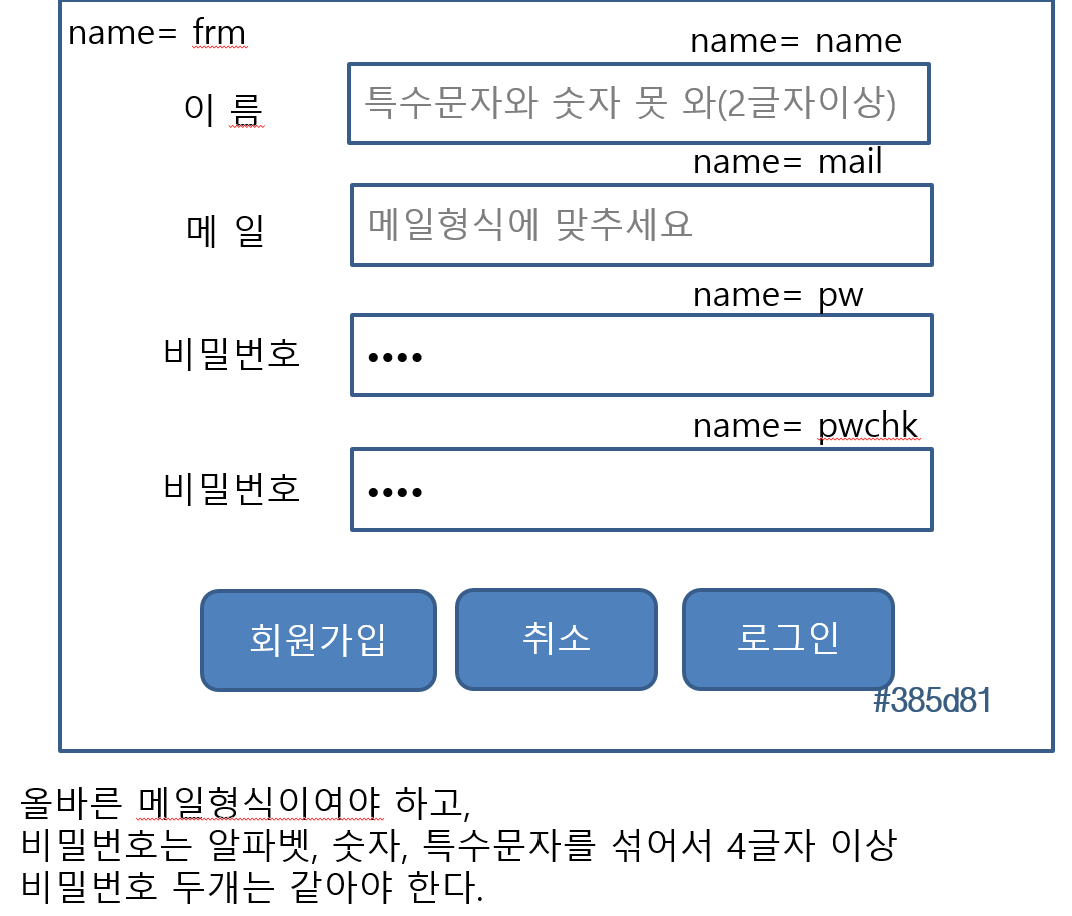 name= frm
name= name
이 름
특수문자와 숫자 못 와(2글자이상)
name= mail
메 일
메일형식에 맞추세요
name= pw
비밀번호
••••
name= pwchk
비밀번호
••••
회원가입 취소 로그인
#385d81
올바른 메일형식이여야 하고,
비밀번호는 알파벳, 숫자, 특수문자를 섞어서 4글자 이상
비밀번호 두개는 같아야 한다.